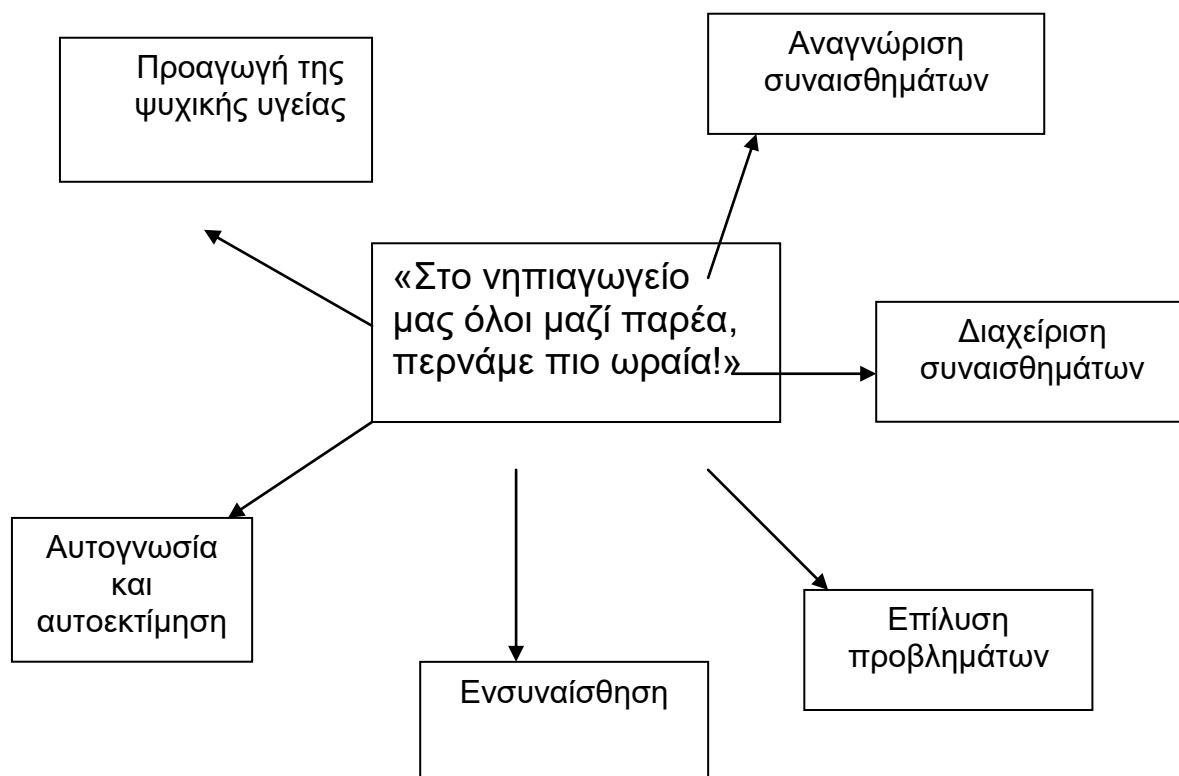 Προαγωγή της
ψυχικής υγείας
Αναγνώριση
συναισθημάτων
«Στο νηπιαγωγείο
μας όλοι μαζί παρέα,
περνάμε πιο ωραία!»
Διαχείριση
συναισθημάτων
Αυτογνωσία
και
αυτοεκτίμηση
Επίλυση
προβλημάτων
Ενσυναίσθηση